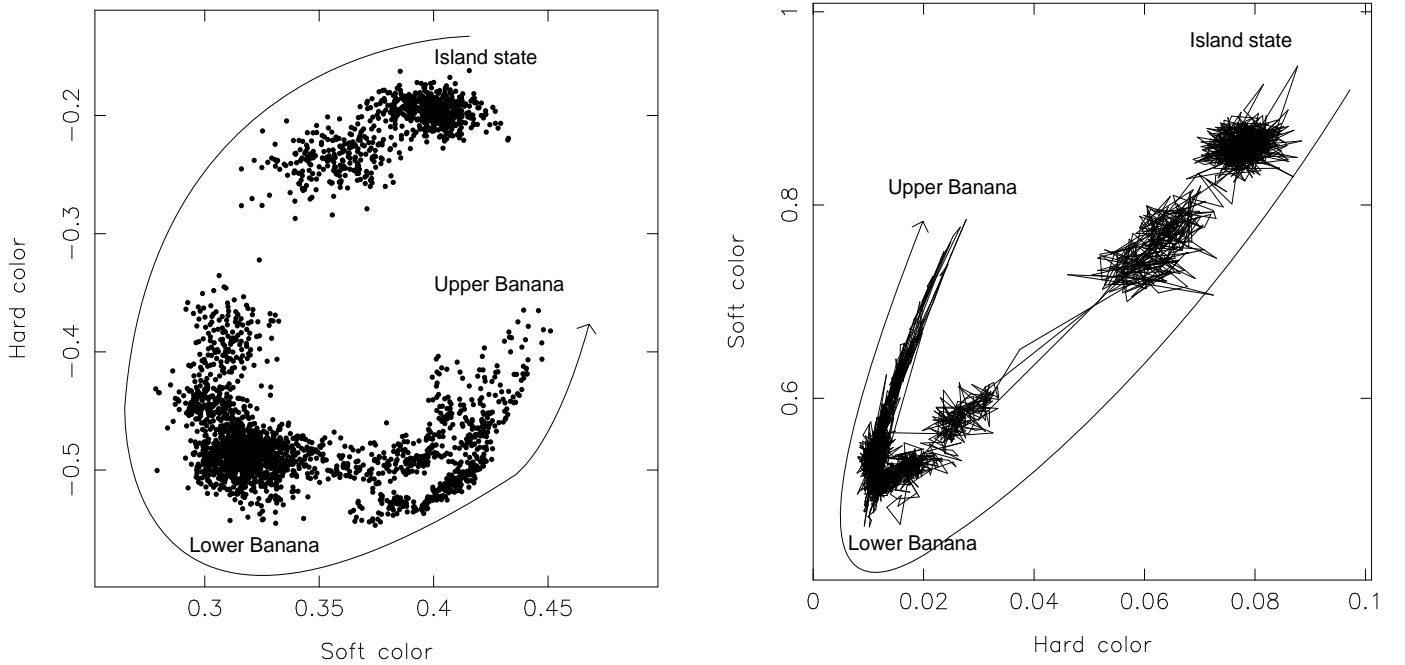 Island state
Upper Banana
Lower Banana
−0.2
−0.3
−0.4
−0.5
Hard color
0.3 0.35 0.4 0.45
Soft color
Island state
Upper Banana
Lower Banana
1
0.8
0.6
Soft color
0 0.02 0.04 0.06 0.08 0.1
Hard color